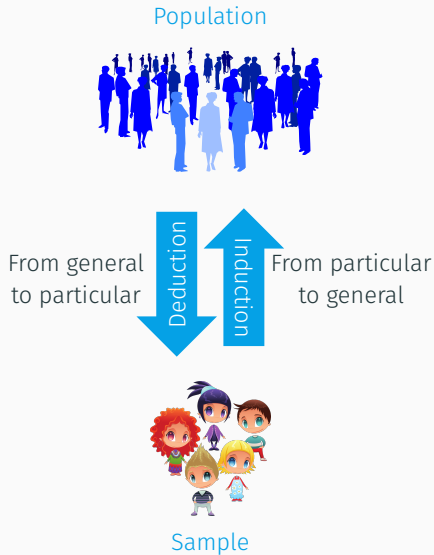 Population
From general
to particular
Deduction
Induction
From particular
to general
Sample